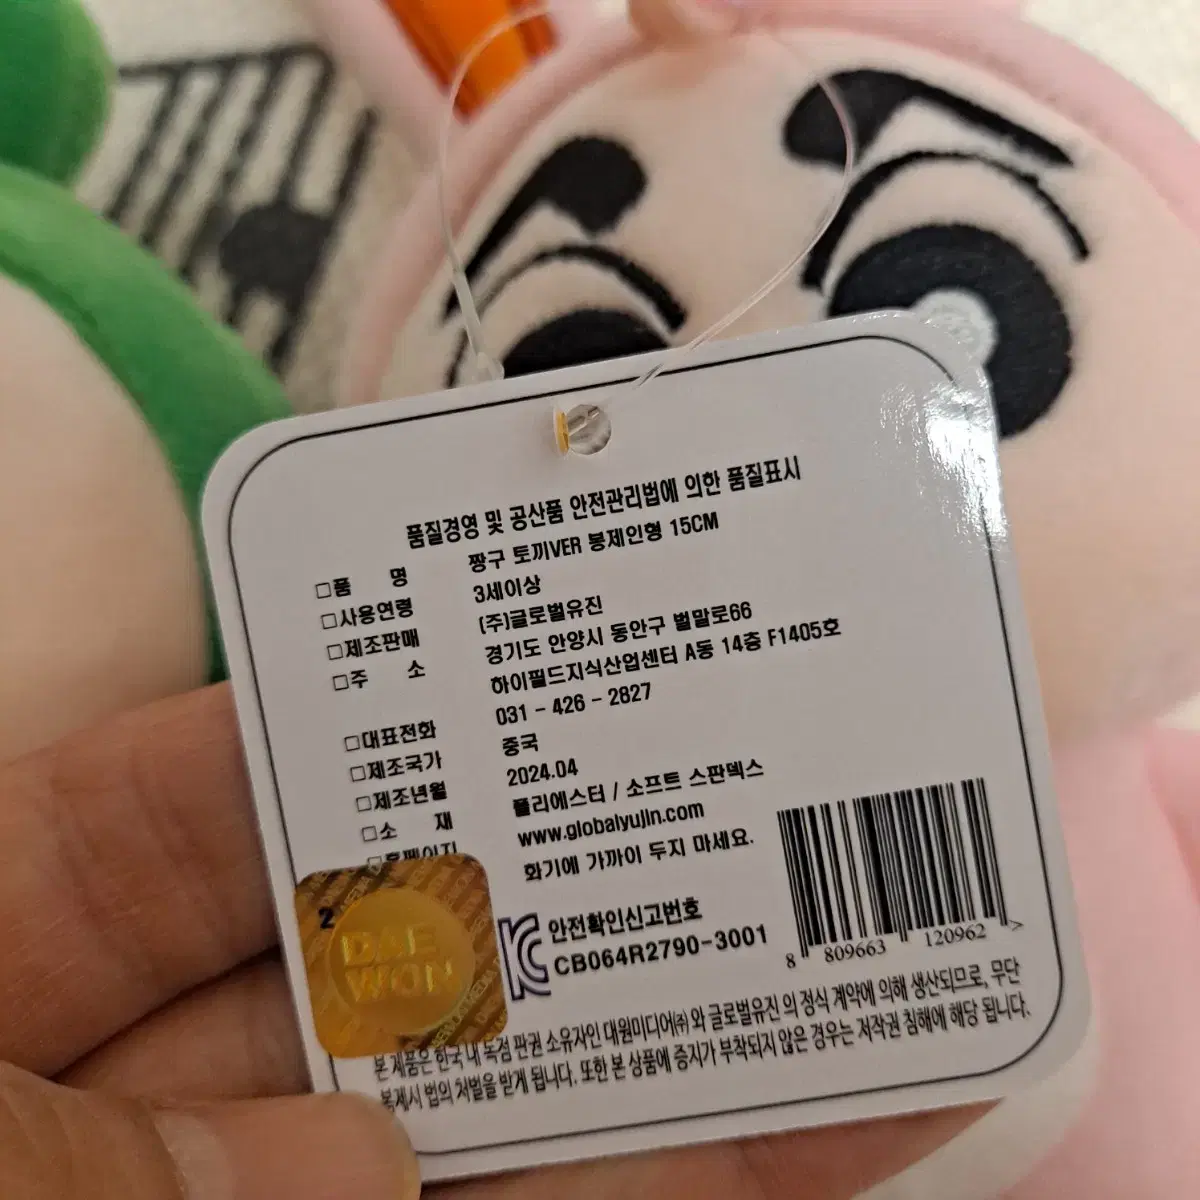 품질경영 및 공산품 안전관리법에 의한 품질표시
□품 명 짱구 토끼VER 봉제인형 15CM
□사용연령 3세이상
□제조판매 (주)글로벌유진
□주 소 경기도 안양시 동안구 벌말로66
하이필드지식산업센터 A동 14층 F1405호
□대표전화 031 - 426 - 2827
□제조국가 중국
□제조년월 2024.04
□소 재 폴리에스터 / 소프트 스판덱스
□홈페이지 www.globalyujin.com
화기에 가까이 두지 마세요.
2
DAE
WON
안전확인신고번호
CB064R2790-3001
8 809663 120962 >
본 제품은 한국 내 독점 판권 소유자인 대원미디어㈜ 와 글로벌유진 의 정식 계약에 의해 생산되므로, 무단
복제시 법의 처벌을 받게 됩니다. 또한 본 상품에 증지가 부착되지 않은 경우는 저작권 침해에 해당 됩니다.